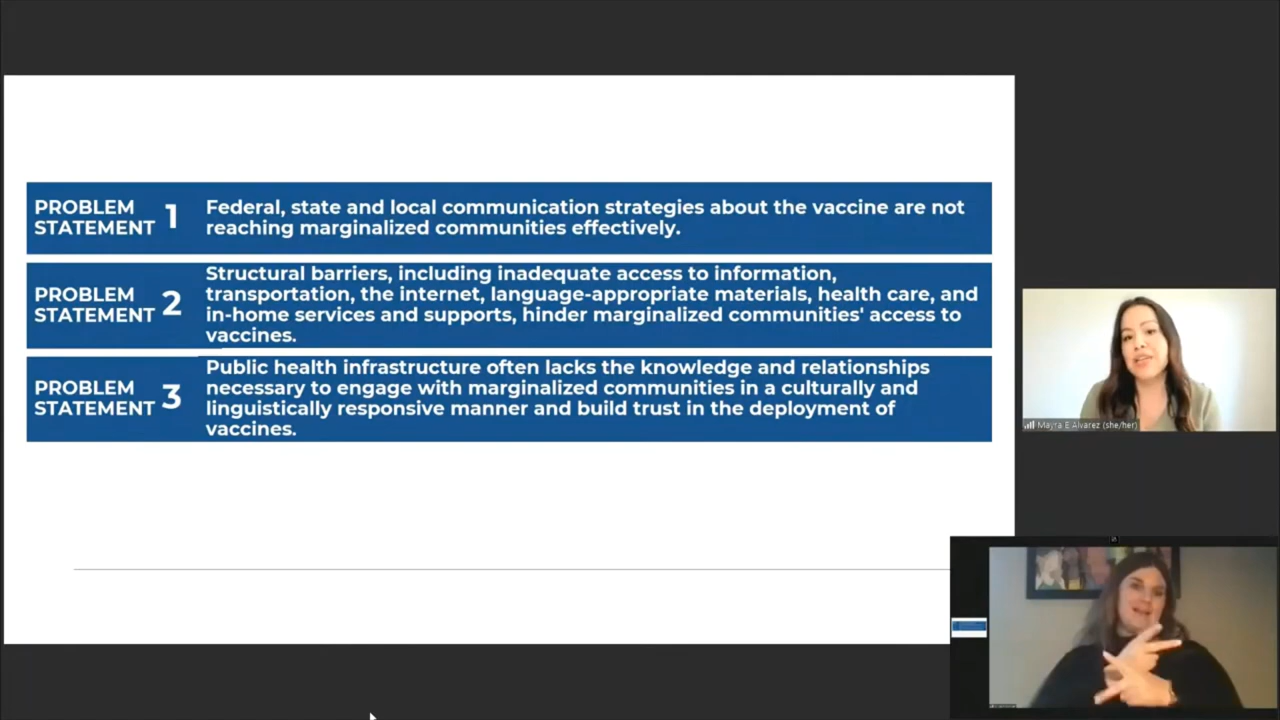 PROBLEM
STATEMENT 1
Federal, state and local communication strategies about the vaccine are not
reaching marginalized communities effectively.
PROBLEM
STATEMENT 2
Structural barriers, including inadequate access to information,
transportation, the internet, language-appropriate materials, health care, and
in-home services and supports, hinder marginalized communities' access to
vaccines.
PROBLEM
STATEMENT 3
Public health infrastructure often lacks the knowledge and relationships
necessary to engage with marginalized communities in a culturally and
linguistically responsive manner and build trust in the deployment of
vaccines.
Mayra E Alvarez (she/her)